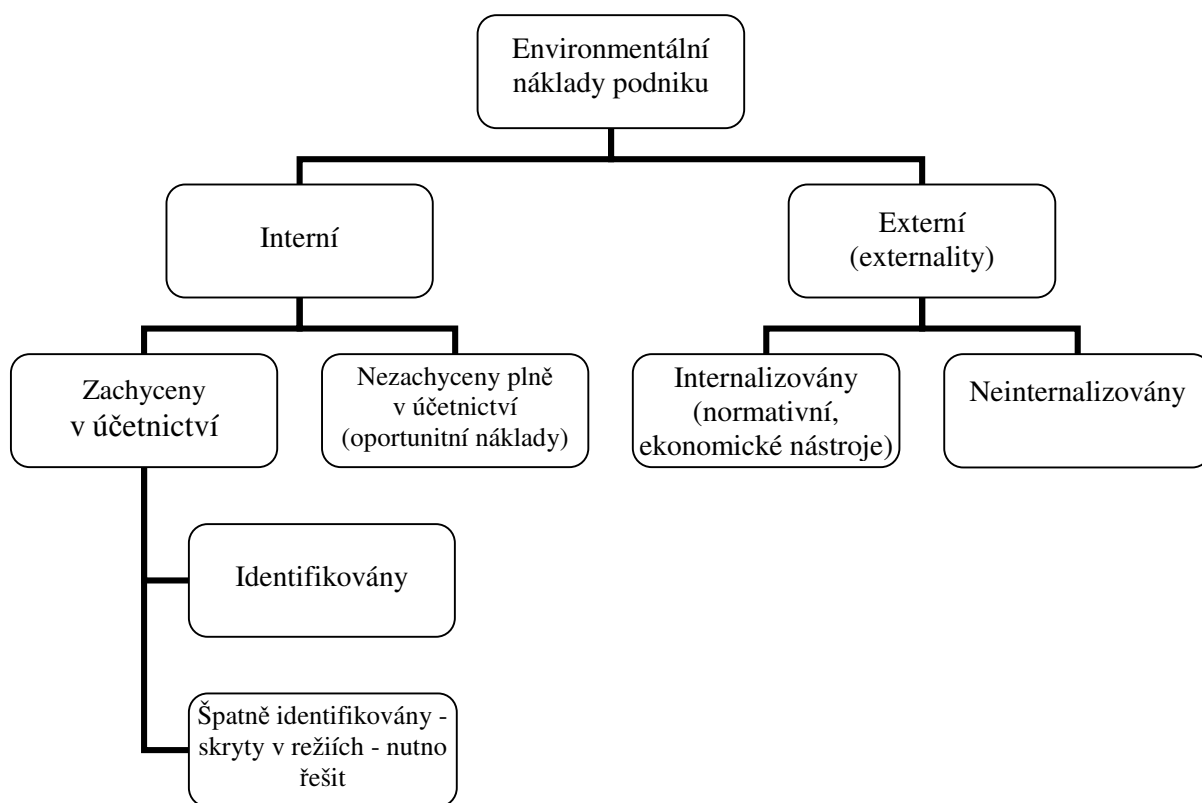 Environmentální
náklady podniku
Interní
Externí
(externality)
Zachyceny
v účetnictví
Nezachyceny plně
v účetnictví
(oportunitní náklady)
Internalizovány
(normativní,
ekonomické nástroje)
Neinternalizovány
Identifikovány
Špatně identifikovány -
skryty v režiích - nutno
řešit